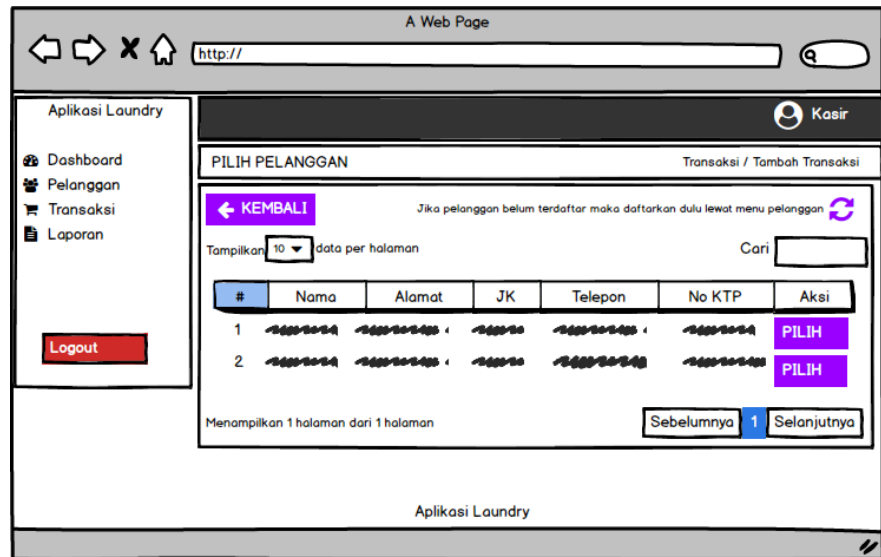 A Web Page
http://
Aplikasi Laundry
Kasir
Dashboard
Pelanggan
Transaksi
Laporan
Logout
PILIH PELANGGAN
Transaksi / Tambah Transaksi
KEMBALI
Jika pelanggan belum terdaftar maka daftarkan dulu lewat menu pelanggan
Tampilkan 10 data per halaman
Cari
# Nama Alamat JK Telepon No KTP Aksi
1 PILIH
2 PILIH
Menampilkan 1 halaman dari 1 halaman
Sebelumnya 1 Selanjutnya
Aplikasi Laundry